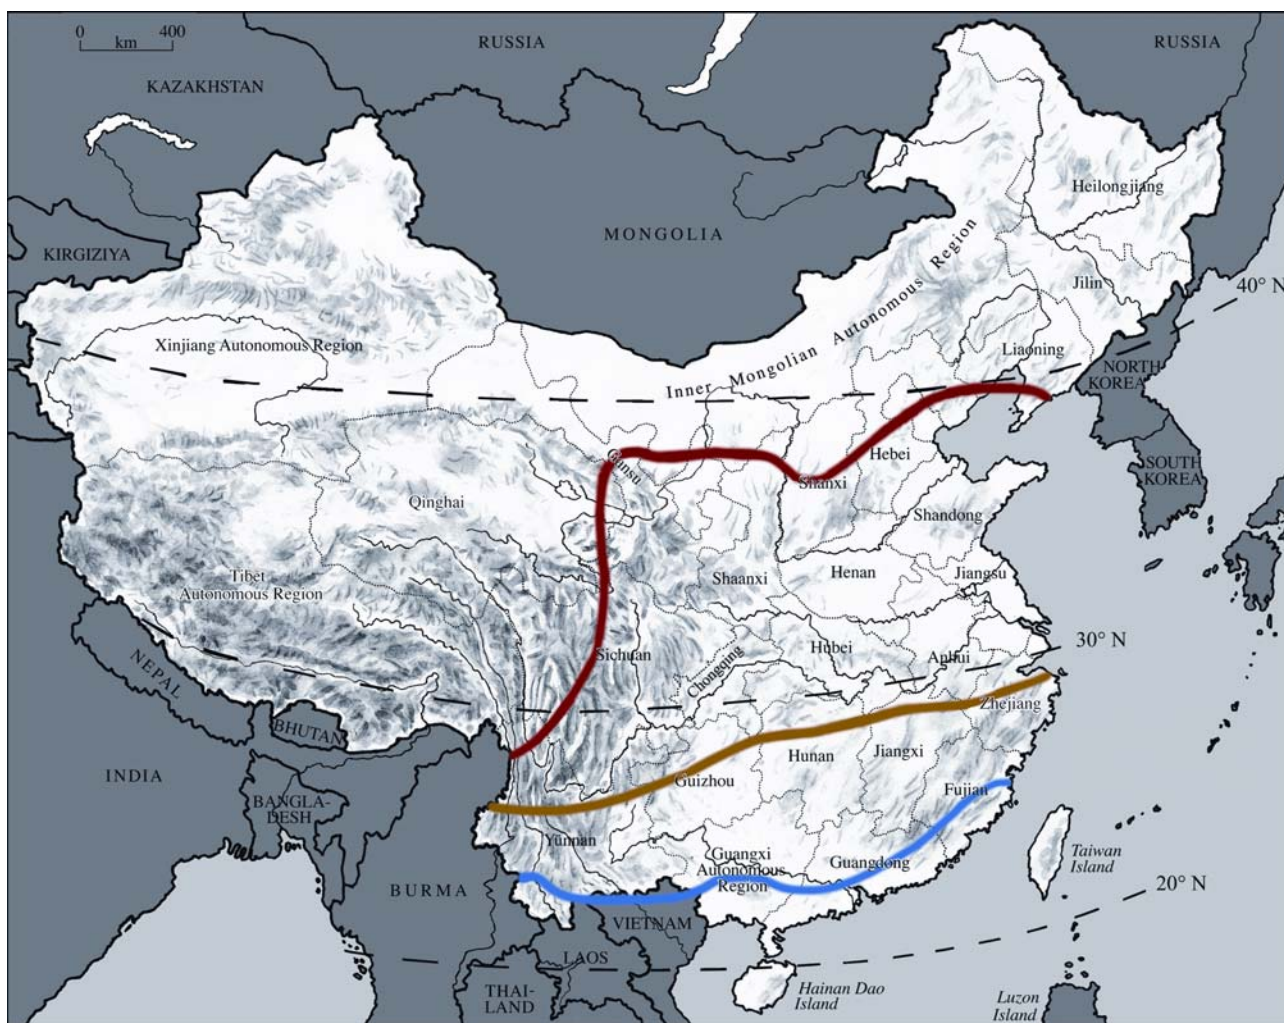 0 400
km
RUSSIA
RUSSIA
KAZAKHSTAN
Heilongjiang
MONGOLIA
KIRGIZIYA
Jilin
40° N
Xinjiang Autonomous Region
Inner Mongolian Autonomous Region
Liaoning
NORTH
KOREA
Gansu
Hebei
SOUTH
KOREA
Shanxi
Qinghai
Shandong
Tibet
Autonomous Region
Shaanxi
Henan
Jiangsu
30° N
NEPAL
Sichuan
Chongqing
Hubei
Anhui
Zhejiang
BHUTAN
INDIA
Guizhou
Hunan
Jiangxi
BANGLA-
DESH
Fujian
Yunnan
Guangxi
Autonomous
Region
Guangdong
Taiwan
Island
BURMA
20° N
VIETNAM
LAOS
THAI-
LAND
Hainan Dao
Island
Luzon
Island